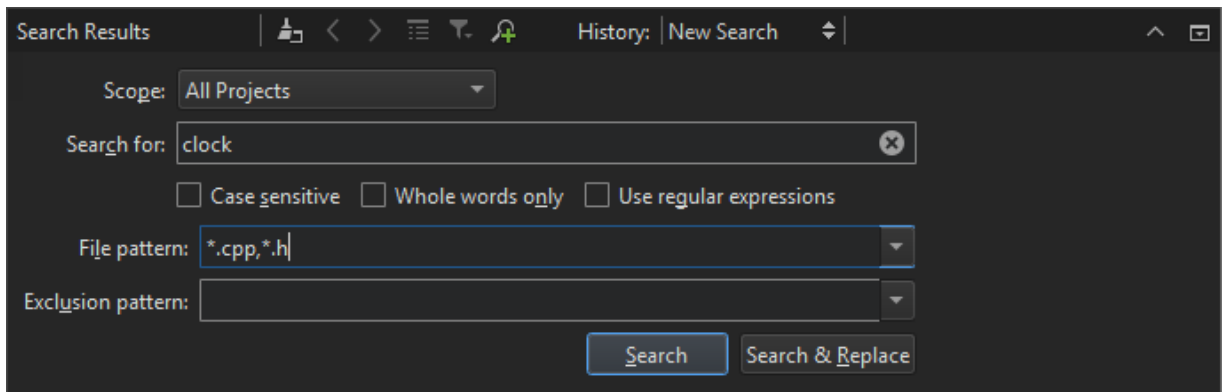 Search Results History: New Search
Scope: All Projects
Search for: clock
Case sensitive Whole words only Use regular expressions
File pattern: *.cpp,*.h
Exclusion pattern:
Search Search & Replace